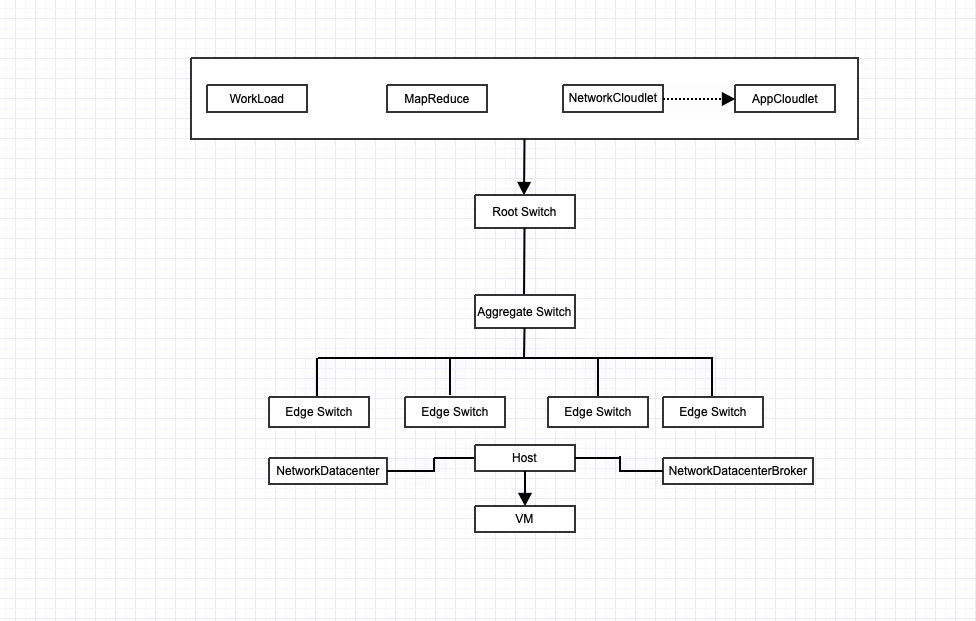 WorkLoad
MapReduce
NetworkCloudlet
AppCloudlet
Root Switch
Aggregate Switch
Edge Switch
Edge Switch
Edge Switch
Edge Switch
Host
NetworkDatacenter
NetworkDatacenterBroker
VM